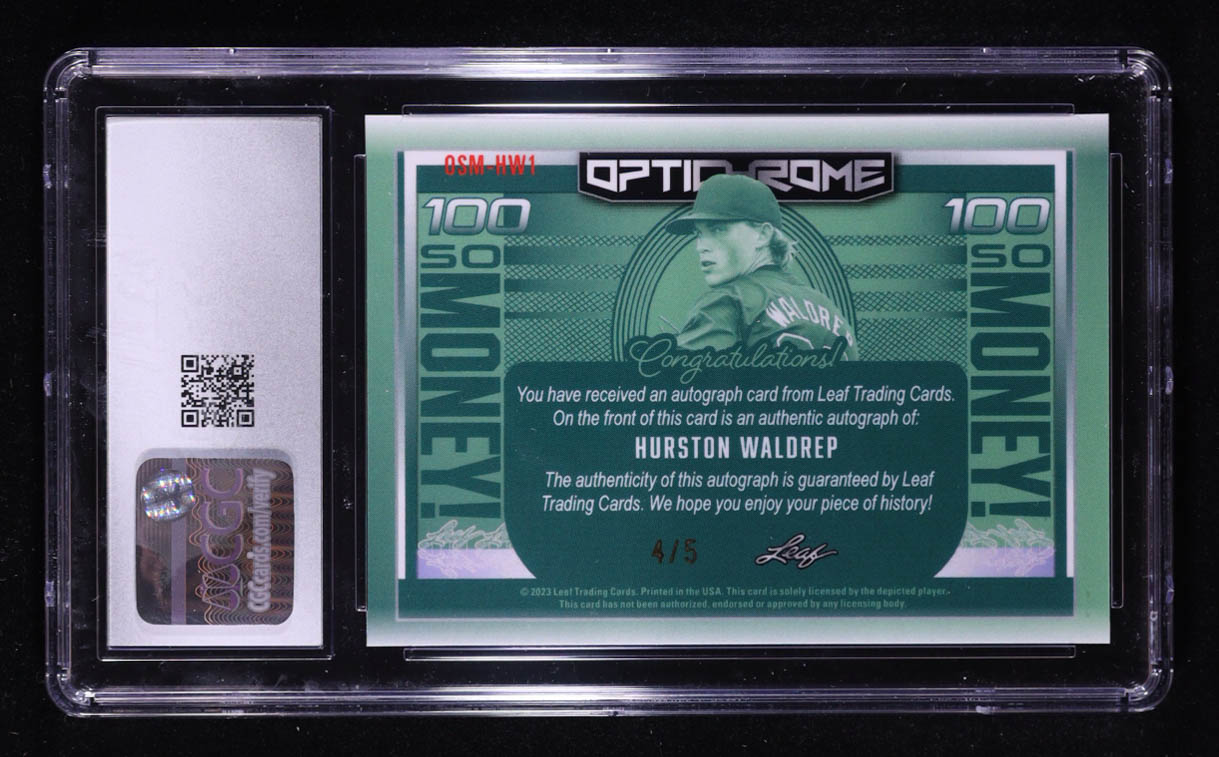 OSM-HW1
OPTICHROME
100
SO
MONEY!
100
SO
MONEY!
WALDREP
Congratulations!
You have received an autograph card from Leaf Trading Cards.
On the front of this card is an authentic autograph of:
HURSTON WALDREP
The authenticity of this autograph is guaranteed by Leaf
Trading Cards. We hope you enjoy your piece of history!
4/5
Leaf
© 2023 Leaf Trading Cards. Printed in the USA. This card is solely licensed by the depicted player.
This card has not been authorized, endorsed or approved by any licensing body.
CGC
CGCcards.com/verify